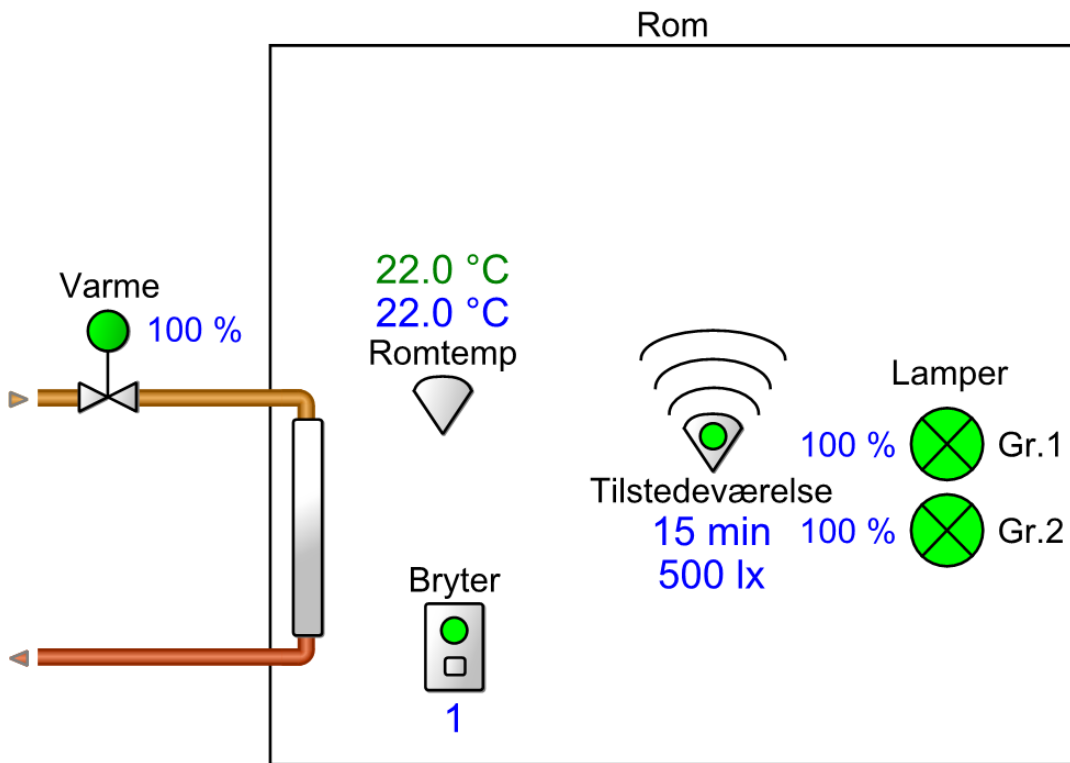 Rom
Varme
100 %
22.0 °C
22.0 °C
Romtemp
Lamper
100 %
Gr.1
Tilstedeværelse
15 min
500 lx
100 %
Gr.2
Bryter
1